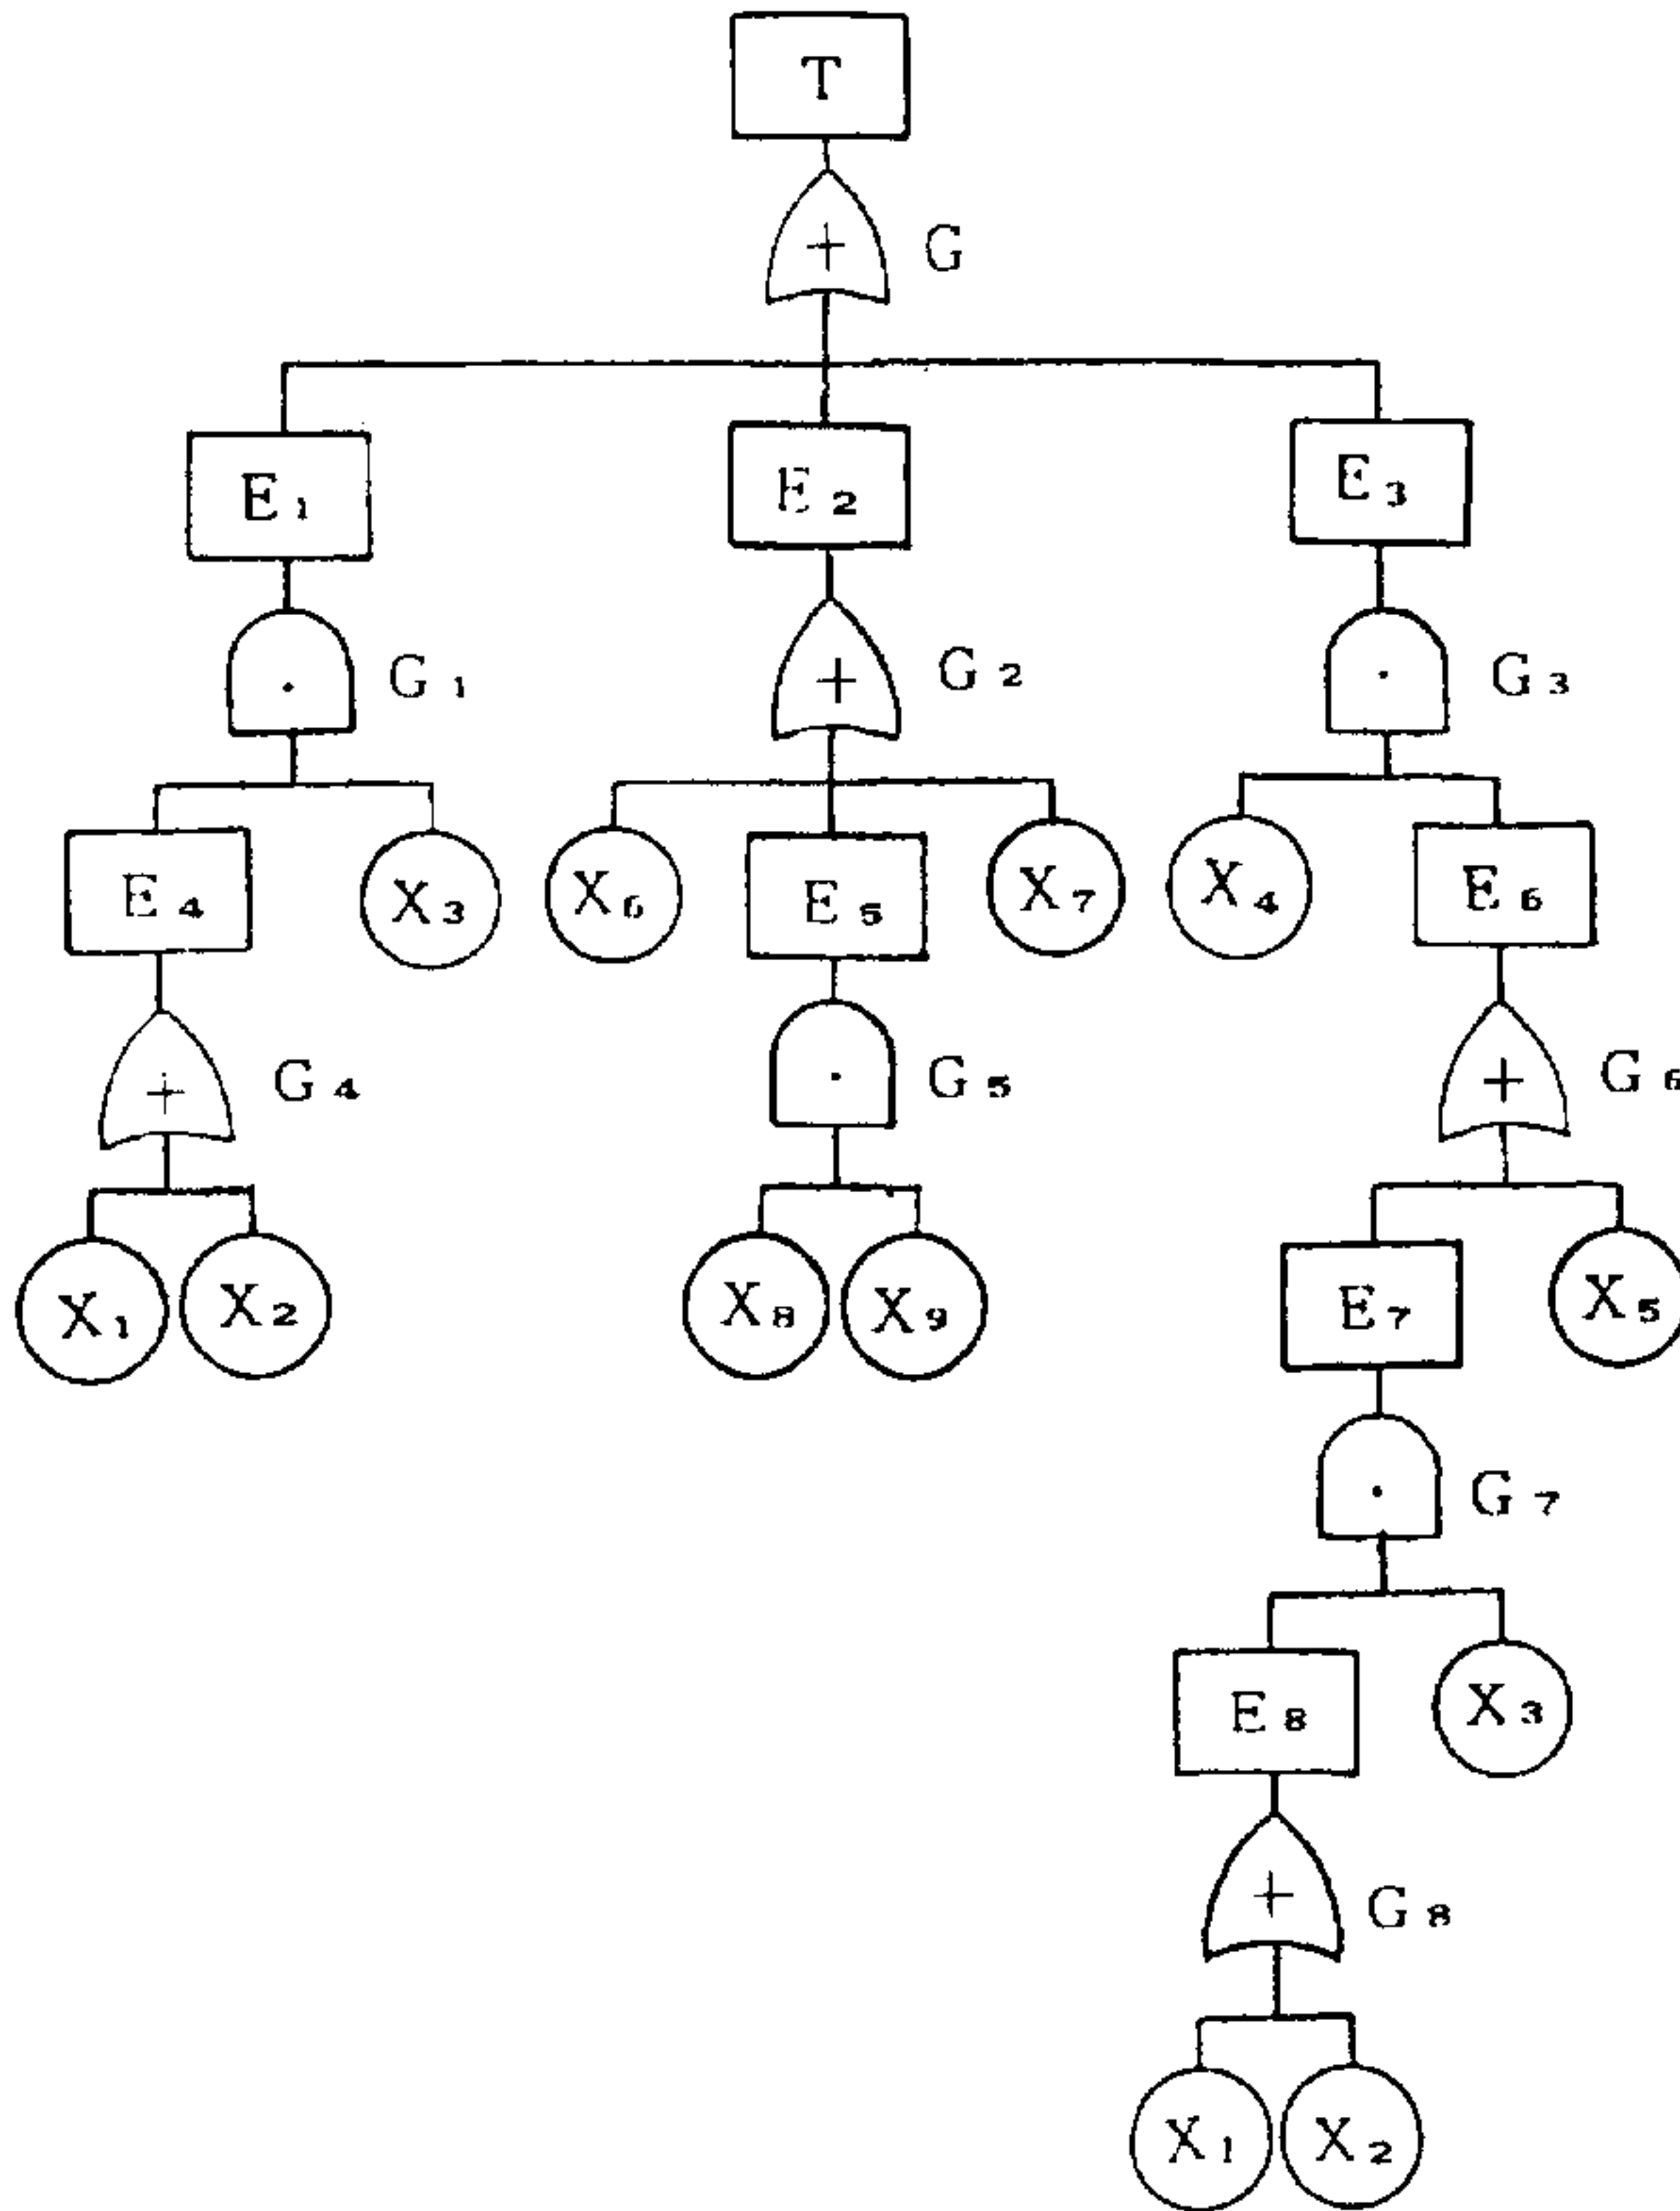 T
G
E₁ E₂ E₃
G₁ G₂ G₃
E₄ X₃ X₆ E₅ X₇ X₄ E₆
G₄ G₅ G₆
X₁ X₂ X₈ X₉ E₇ X₅
G₇
E₈ X₃
G₈
X₁ X₂